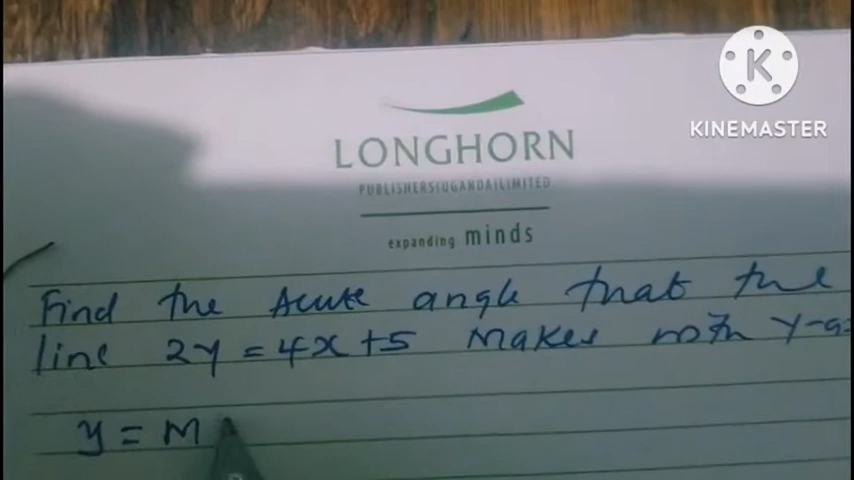 KINEMASTER
LONGHORN
PUBLISHERS(UGANDA)LIMITED
expanding minds
Find the Acute angle that the
line 2y = 4x + 5 Makes with y-a
y = M